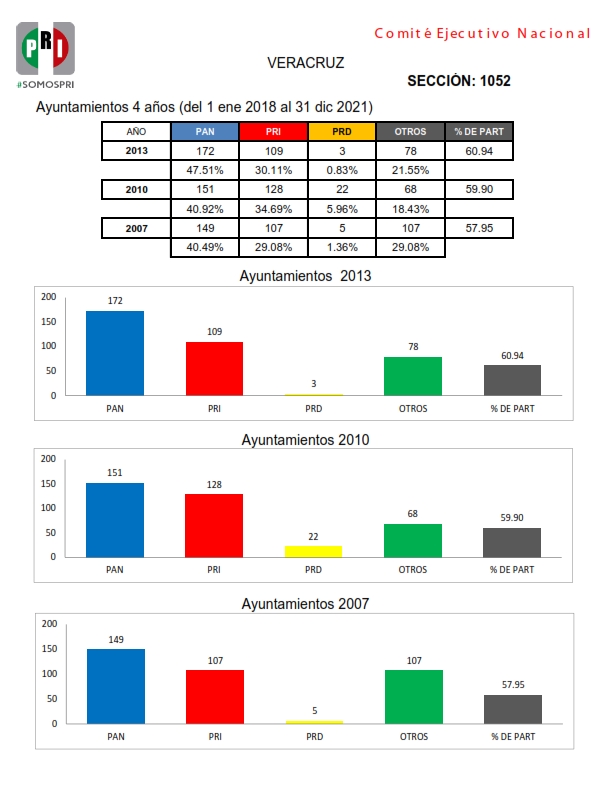 PRI
#SOMOSPRI
Comité Ejecutivo Nacional
VERACRUZ
SECCIÓN: 1052
Ayuntamientos 4 años (del 1 ene 2018 al 31 dic 2021)
AÑO PAN PRI PRD OTROS % DE PART
2013 172 109 3 78 60.94
47.51% 30.11% 0.83% 21.55%
2010 151 128 22 68 59.90
40.92% 34.69% 5.96% 18.43%
2007 149 107 5 107 57.95
40.49% 29.08% 1.36% 29.08%
Ayuntamientos 2013
200
150
100
50
0
172
109
3
78
60.94
PAN PRI PRD OTROS % DE PART
Ayuntamientos 2010
200
150
100
50
0
151
128
22
68
59.90
PAN PRI PRD OTROS % DE PART
Ayuntamientos 2007
200
150
100
50
0
149
107
5
107
57.95
PAN PRI PRD OTROS % DE PART